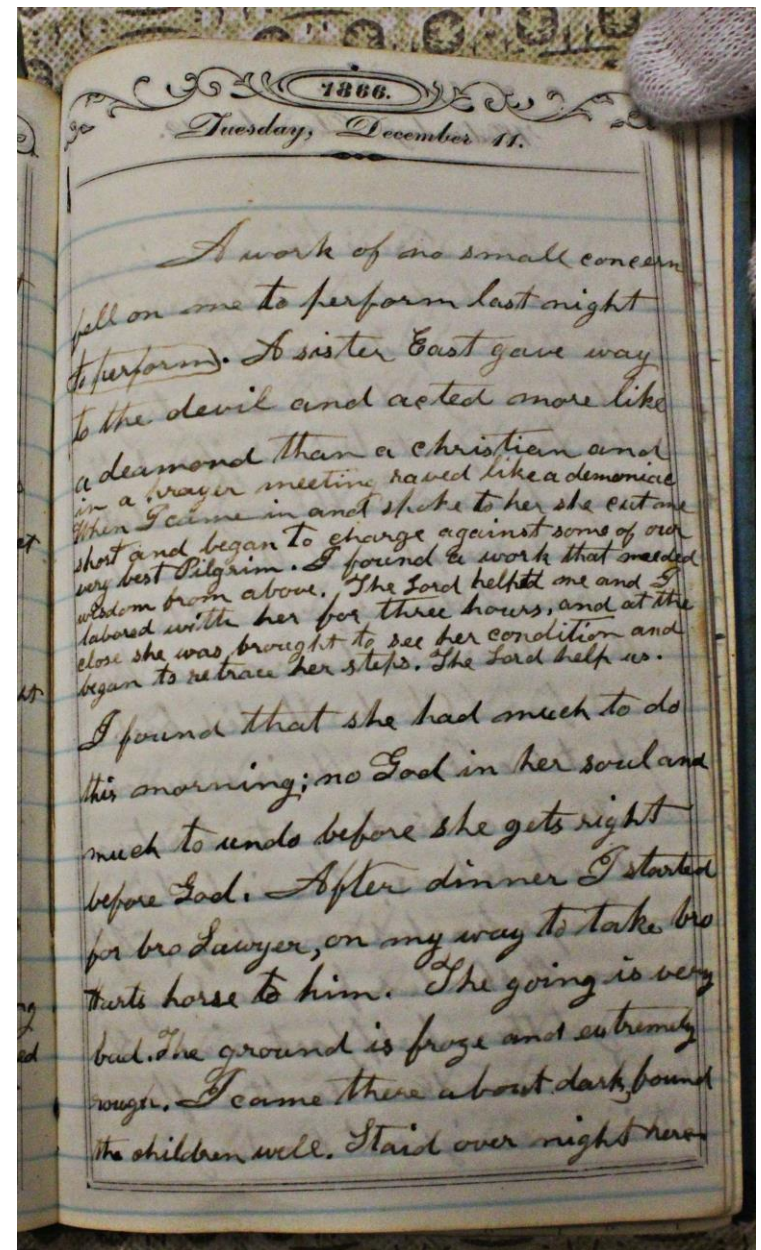 1866.
Tuesday, December 11.
A work of no small concern
fell on me to perform last night
to perform). A sister East gave way
to the devil and acted more like
a deamond than a christian and
in a prayer meeting raved like a demoniac
When I came in and spoke to her she cut me
short and began to charge against some of our
very best Pilgrim. I found a work that needed
wisdom from above. The Lord helped me and I
labored with her for three hours, and at the
close she was brought to see her condition and
began to retrace her steps. The Lord help us.
I found that she had much to do
this morning; no God in her soul and
much to undo before she gets right
before God. After dinner I started
for bro Lawyer, on my way to take bro
Harts horse to him. The going is very
bad. The ground is froze and extremely
rough. I came there about dark, found
the children well. Staid over night here.